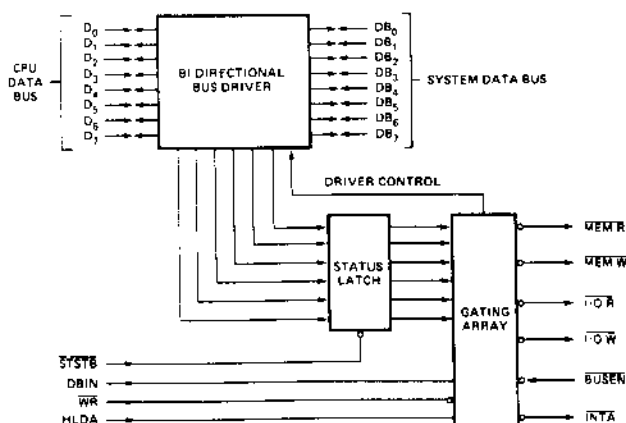 CPU
DATA
BUS
D₀
D₁
D₂
D₃
D₄
D₅
D₆
D₇
BI DIRECTIONAL
BUS DRIVER
DB₀
DB₁
DB₂
DB₃
DB₄
DB₅
DB₆
DB₇
SYSTEM DATA BUS
DRIVER CONTROL
STATUS
LATCH
GATING
ARRAY
MEM R
MEM W
I/O R
I/O W
BUSEN
INTA
STSTB
DBIN
WR
HLDA